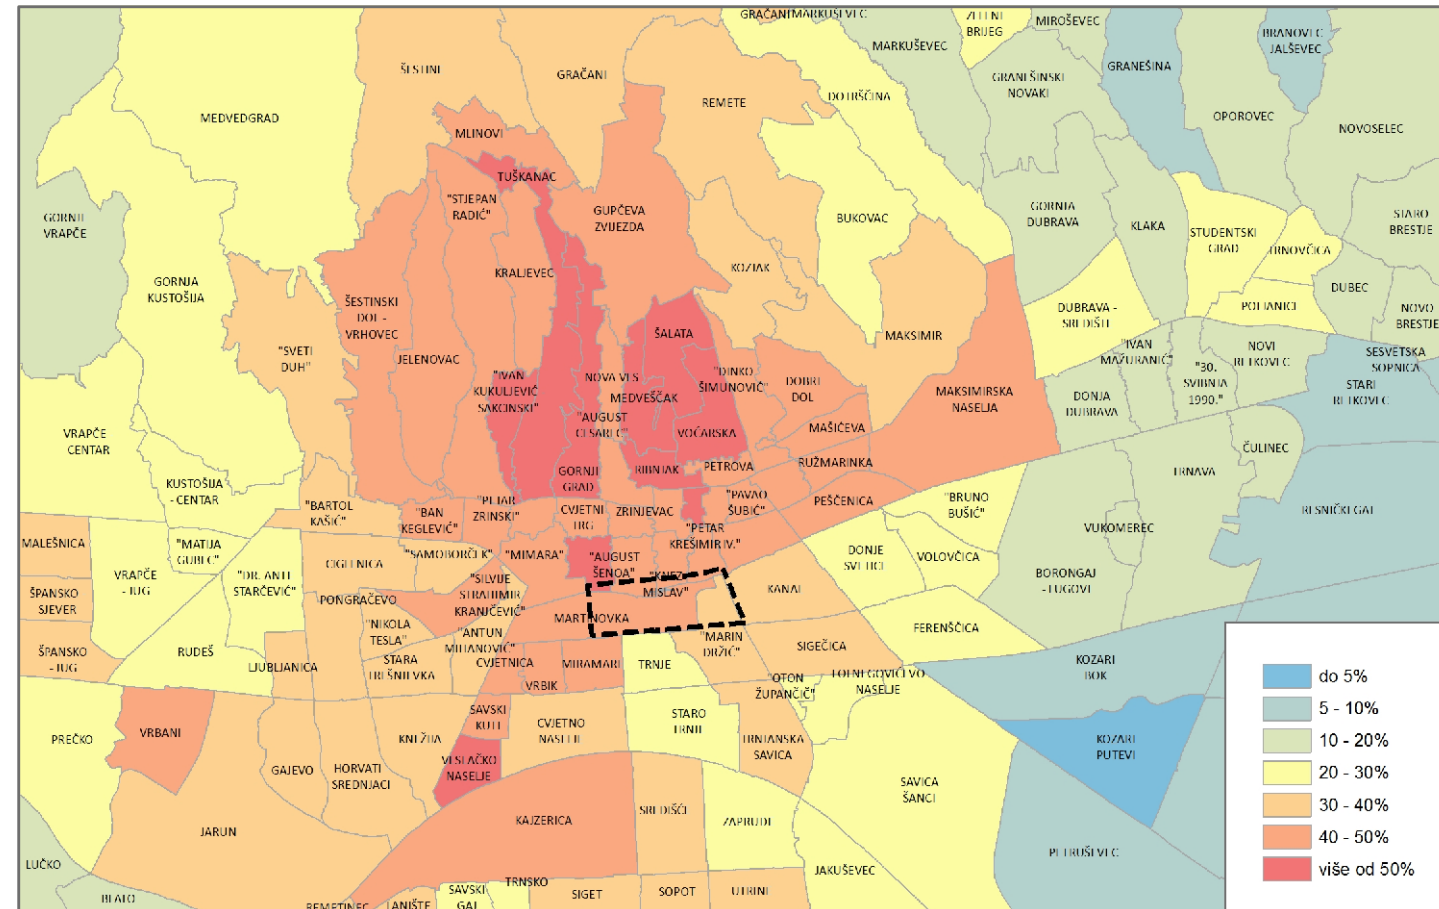 GRAČANI
MARKUŠEVEC
ZELENI
BRIJEG
MIROŠEVEC
BRANOVEC
JALŠEVEC
MARKUŠEVEC
ŠESTINI
GRAČANI
GRANEŠINA
GRANEŠINSKI
NOVAKI
DOTRŠČINA
REMETE
MEDVEDGRAD
OPOROVEC
NOVOSELEC
MLINOVI
TUŠKANAC
"STJEPAN
RADIĆ"
GUPČEVA
ZVIJEZDA
BUKOVAC
GORNJA
DUBRAVA
KLAKA
STUDENTSKI
GRAD
STARO
BRESTJE
GORNJE
VRAPČE
TRNOVČICA
KRALJEVEC
KOZJAK
GORNJA
KUSTOŠIJA
DUBEC
ŠESTINSKI
DOL -
VRHOVEC
POLJANICE
DUBRAVA -
SREDIŠTE
NOVO
BRESTJE
ŠALATA
MAKSIMIR
"SVETI
DUH"
JELENOVAC
"IVAN
MAŽURANIĆ"
NOVI
RETKOVEC
SESVETSKA
SOPNICA
"30.
SVIBNJA
1990."
STARI
RETKOVEC
"IVAN
KUKULJEVIĆ
SAKCINSKI"
NOVA VES
"DINKO
ŠIMUNOVIĆ"
DOBRI
DOL
MAKSIMIRSKA
NASELJA
DONJA
DUBRAVA
MEDVEŠČAK
"AUGUST
CESAREC"
VOĆARSKA
MAŠIĆEVA
VRAPČE
CENTAR
ČULINEC
TRNAVA
GORNJI
GRAD
RIBNJAK
PETROVA
RUŽMARINKA
KUSTOŠIJA
- CENTAR
"BARTOL
KAŠIĆ"
"BAN
KEGLEVIĆ"
"PETAR
ZRINSKI"
CVJETNI
TRG
ZRINJEVAC
"PAVAO
ŠUBIĆ"
PEŠČENICA
"BRUNO
BUŠIĆ"
RESNIČKI GAJ
VUKOMEREC
MALEŠNICA
"MATIJA
GUBEC"
CIGLENICA
"SAMOBORČEK"
"MIMARA"
"AUGUST
ŠENOA"
"PETAR
KREŠIMIR IV."
DONJE
SVETICE
VOLOVČICA
VRAPČE
- JUG
"DR. ANTE
STARČEVIĆ"
"SILVIJE
STRAHIMIR
KRANJČEVIĆ"
"KNEZ
MISLAV"
KANAL
BORONGAJ
- LUGOVI
ŠPANSKO
SJEVER
PONGRAČEVO
MARTINOVKA
"NIKOLA
TESLA"
FERENŠČICA
"ANTUN
MIHANOVIĆ"
"MARIN
DRŽIĆ"
SIGEČICA
ŠPANSKO
- JUG
RUDEŠ
LJUBLJANICA
STARA
TREŠNJEVKA
CVJETNICA
MIRAMARE
TRNJE
KOZARI
BOK
FOLNEGOVIĆEVO
NASELJE
"OTON
ŽUPANČIČ"
VRBIK
SAVSKI
KUTI
CVJETNO
NASELJE
STARO
TRNJE
TRNJANSKA
SAVICA
PREČKO
VRBANI
KNEŽIJA
KOZARI
PUTEVI
VESLAČKO
NASELJE
GAJEVO
HORVATI
SREDNJACI
SAVICA
ŠANCI
JARUN
KAJZERICA
SREDIŠĆE
ZAPRUĐE
PETRUŠEVEC
LUČKO
JAKUŠEVEC
BLATO
REMETINEC
LANIŠTE
SAVSKI
GAJ
TRNSKO
SIGET
SOPOT
UTRINE
do 5%
5 - 10%
10 - 20%
20 - 30%
30 - 40%
40 - 50%
više od 50%